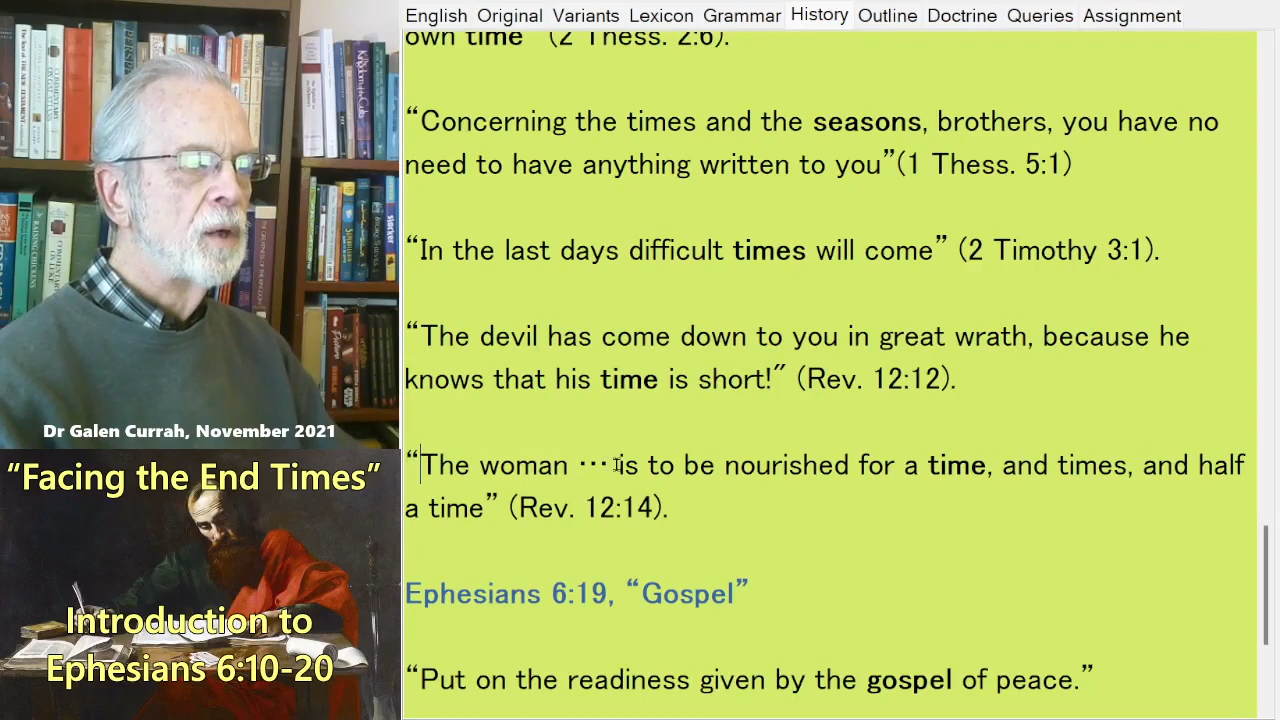 English Original Variants Lexicon Grammar History Outline Doctrine Queries Assignment
own time” (2 Thess. 2:6).
“Concerning the times and the seasons, brothers, you have no
need to have anything written to you”(1 Thess. 5:1)
“In the last days difficult times will come” (2 Timothy 3:1).
“The devil has come down to you in great wrath, because he
knows that his time is short!” (Rev. 12:12).
“The woman … is to be nourished for a time, and times, and half
a time” (Rev. 12:14).
Ephesians 6:19, “Gospel”
“Put on the readiness given by the gospel of peace.”
Dr Galen Currah, November 2021
“Facing the End Times”
Introduction to
Ephesians 6:10-20
RAISING CHICKENS
COMMENTARY ON LUKE